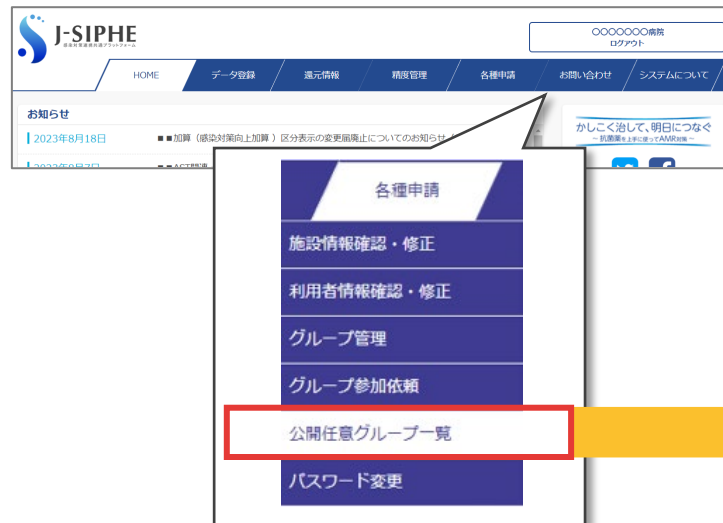 J-SIPHE
感染対策連携共通プラットフォーム
〇〇〇〇〇〇〇病院
ログアウト
HOME
データ登録
還元情報
精度管理
各種申請
お問い合わせ
システムについて
お知らせ
2023年8月18日
■■加算（感染対策向上加算）区分表示の変更届廃止についてのお知らせ
かしこく治して、明日につなぐ
～抗菌薬を上手に使ってAMR対策～
各種申請
施設情報確認・修正
利用者情報確認・修正
グループ管理
グループ参加依頼
公開任意グループ一覧
パスワード変更